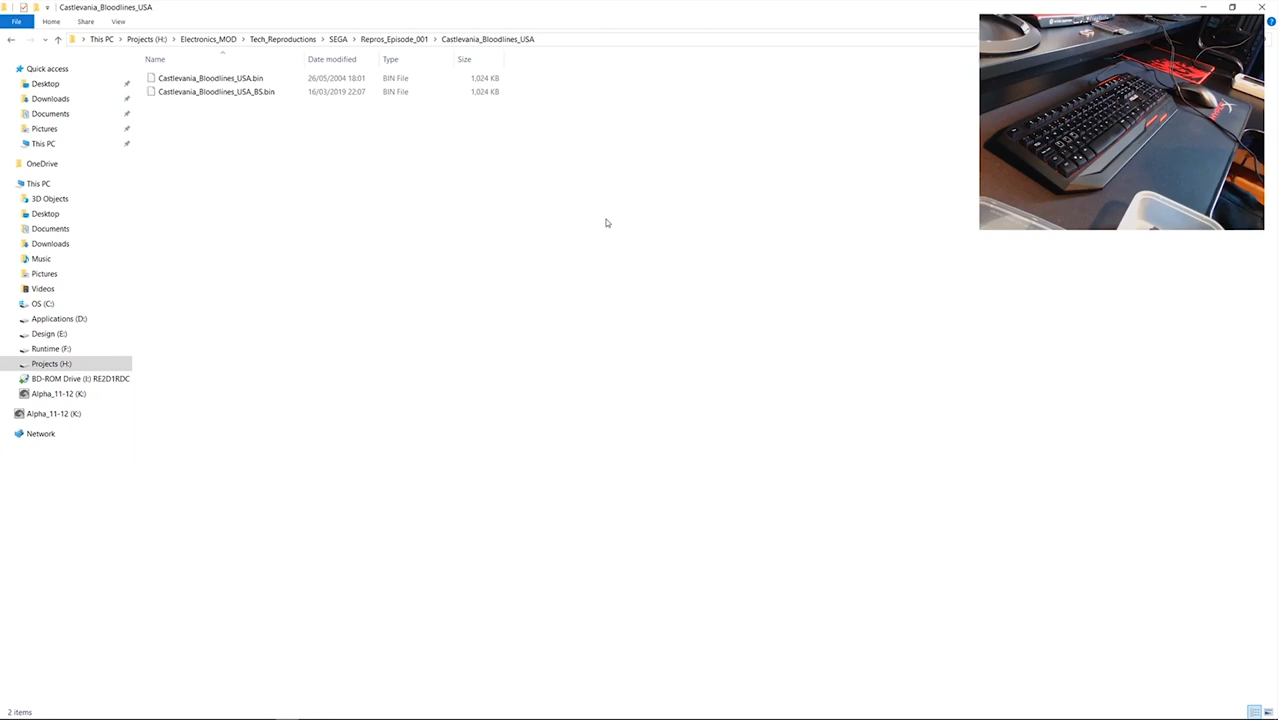 Castlevania_Bloodlines_USA
File Home Share View
This PC Projects (H:) Electronics_MOD Tech_Reproductions SEGA Repros_Episode_001 Castlevania_Bloodlines_USA
Name Date modified Type Size
Castlevania_Bloodlines_USA.bin 26/05/2004 18:01 BIN File 1,024 KB
Castlevania_Bloodlines_USA_BS.bin 16/03/2019 22:07 BIN File 1,024 KB
Quick access
Desktop
Downloads
Documents
Pictures
This PC
OneDrive
This PC
3D Objects
Desktop
Documents
Downloads
Music
Pictures
Videos
OS (C:)
Applications (D:)
Design (E:)
Runtime (F:)
Projects (H:)
BD-ROM Drive (I:) RE2D1RDC
Alpha_11-12 (K:)
Alpha_11-12 (K:)
Network
2 items